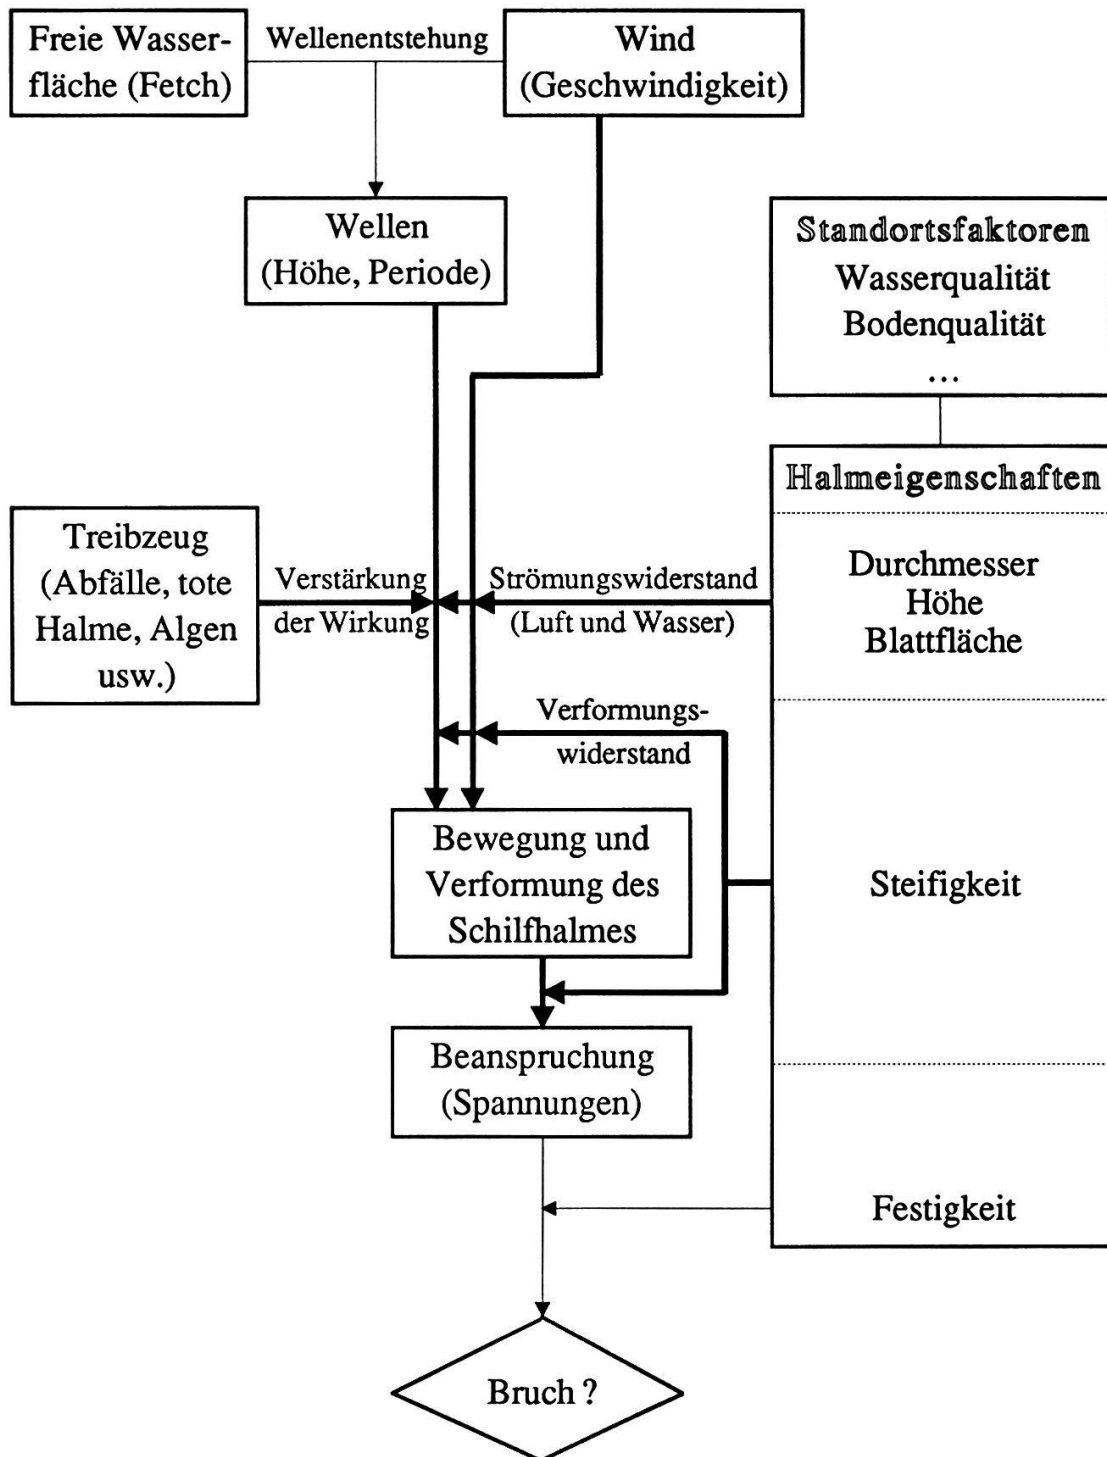 Freie Wasser-
fläche (Fetch)
Wellenentstehung
Wind
(Geschwindigkeit)
Wellen
(Höhe, Periode)
Standortsfaktoren
Wasserqualität
Bodenqualität
...
Halmeigenschaften
Durchmesser
Höhe
Blattfläche
Treibzeug
(Abfälle, tote
Halme, Algen
usw.)
Verstärkung
der Wirkung
Strömungswiderstand
(Luft und Wasser)
Verformungs-
widerstand
Bewegung und
Verformung des
Schilfhalmes
Steifigkeit
Beanspruchung
(Spannungen)
Festigkeit
Bruch ?